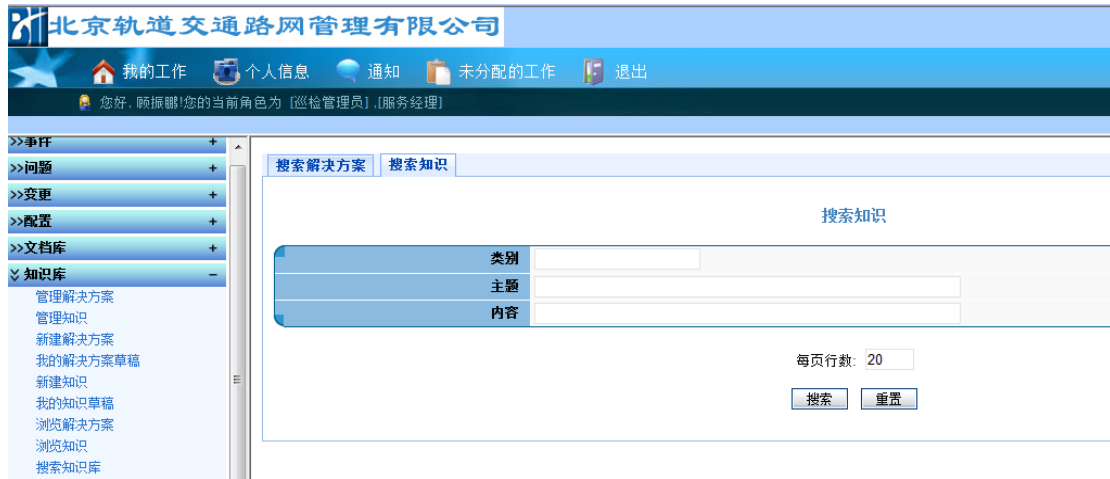 北京轨道交通路网管理有限公司
我的工作 个人信息 通知 未分配的工作 退出
您好,顾振鹏!您的当前角色为 [巡检管理员] ,[服务经理]
>>事件 +
>>问题 +
>>变更 +
>>配置 +
>>文档库 +
知识库 -
管理解决方案
管理知识
新建解决方案
我的解决方案草稿
新建知识
我的知识草稿
浏览解决方案
浏览知识
搜索知识库
搜索解决方案 搜索知识
搜索知识
类别
主题
内容
每页行数: 20
搜索 重置